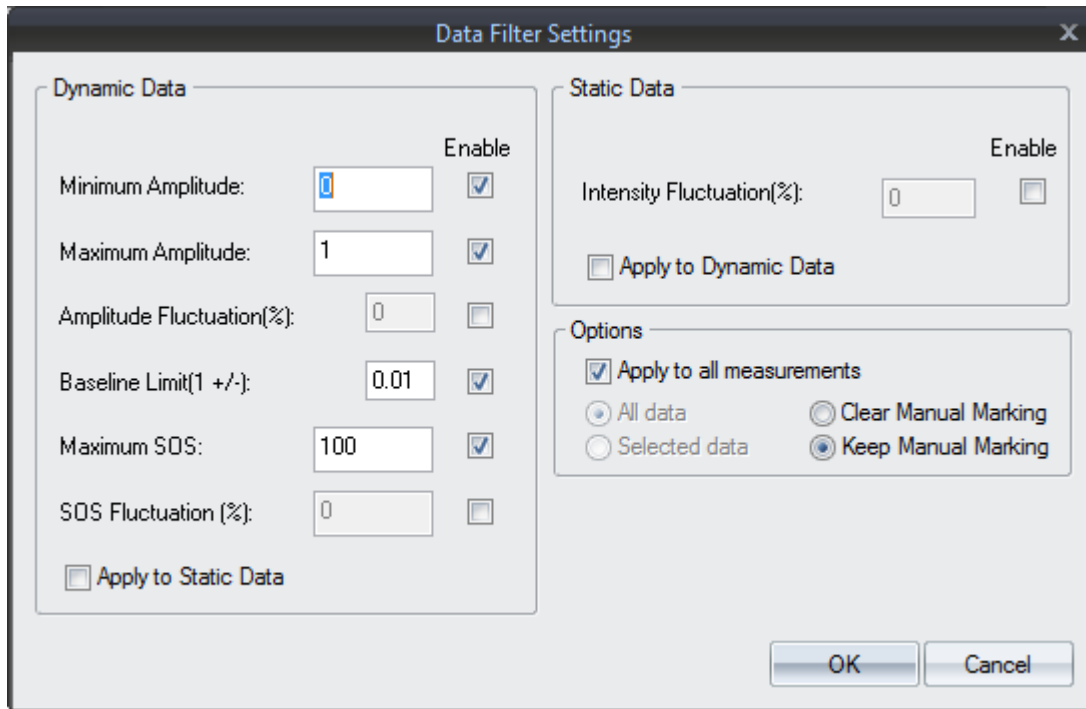 Data Filter Settings
Dynamic Data
Enable
Minimum Amplitude: 0
Maximum Amplitude: 1
Amplitude Fluctuation(%): 0
Baseline Limit(1 +/-): 0.01
Maximum SOS: 100
SOS Fluctuation (%): 0
Apply to Static Data
Static Data
Enable
Intensity Fluctuation(%): 0
Apply to Dynamic Data
Options
Apply to all measurements
All data Clear Manual Marking
Selected data Keep Manual Marking
OK Cancel